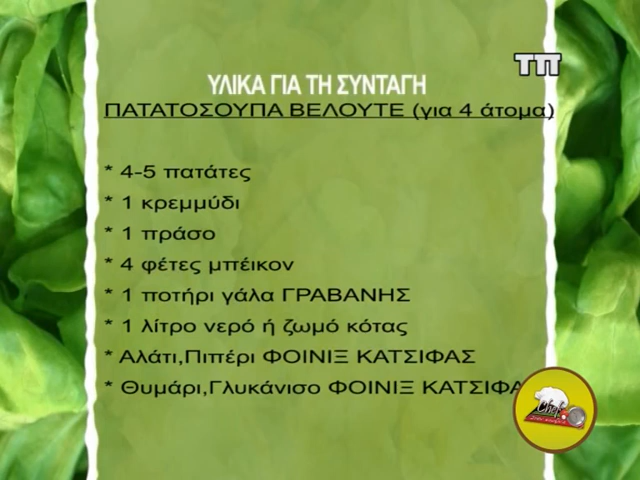 ΤΠ
ΥΛΙΚΑ ΓΙΑ ΤΗ ΣΥΝΤΑΓΗ
ΠΑΤΑΤΟΣΟΥΠΑ ΒΕΛΟΥΤΕ (για 4 άτομα)
* 4-5 πατάτες
* 1 κρεμμύδι
* 1 πράσο
* 4 φέτες μπέικον
* 1 ποτήρι γάλα ΓΡΑΒΑΝΗΣ
* 1 λίτρο νερό ή ζωμό κότας
* Αλάτι,Πιπέρι ΦΟΙΝΙΞ ΚΑΤΣΙΦΑΣ
* Θυμάρι,Γλυκάνισο ΦΟΙΝΙΞ ΚΑΤΣΙΦΑ
Chef